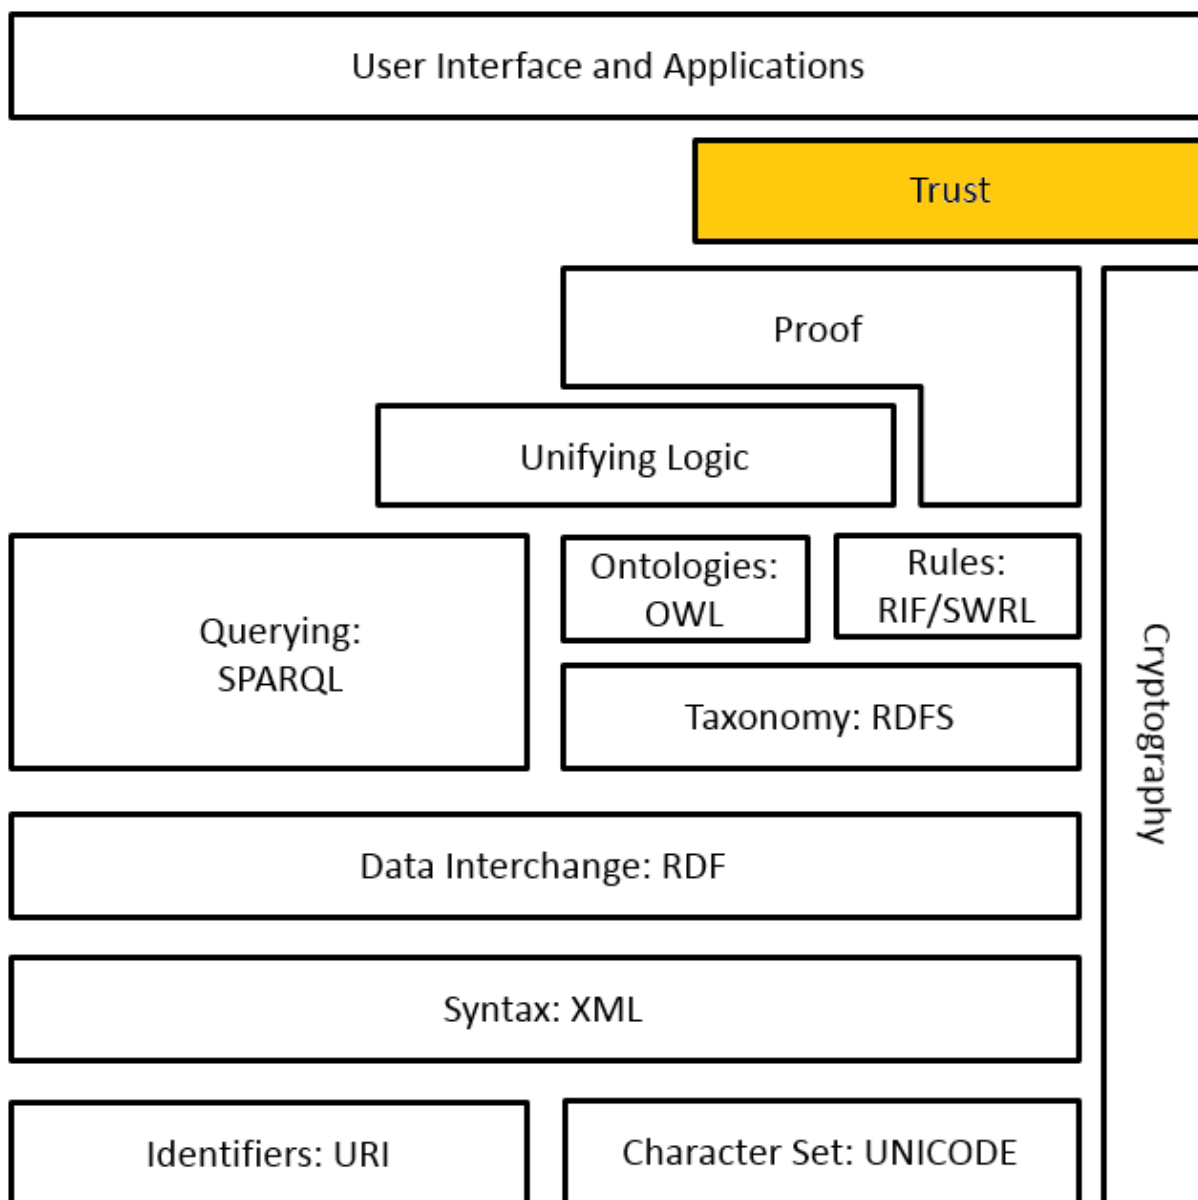 User Interface and Applications
Trust
Proof
Unifying Logic
Querying:
SPARQL
Ontologies:
OWL
Rules:
RIF/SWRL
Taxonomy: RDFS
Cryptography
Data Interchange: RDF
Syntax: XML
Identifiers: URI
Character Set: UNICODE